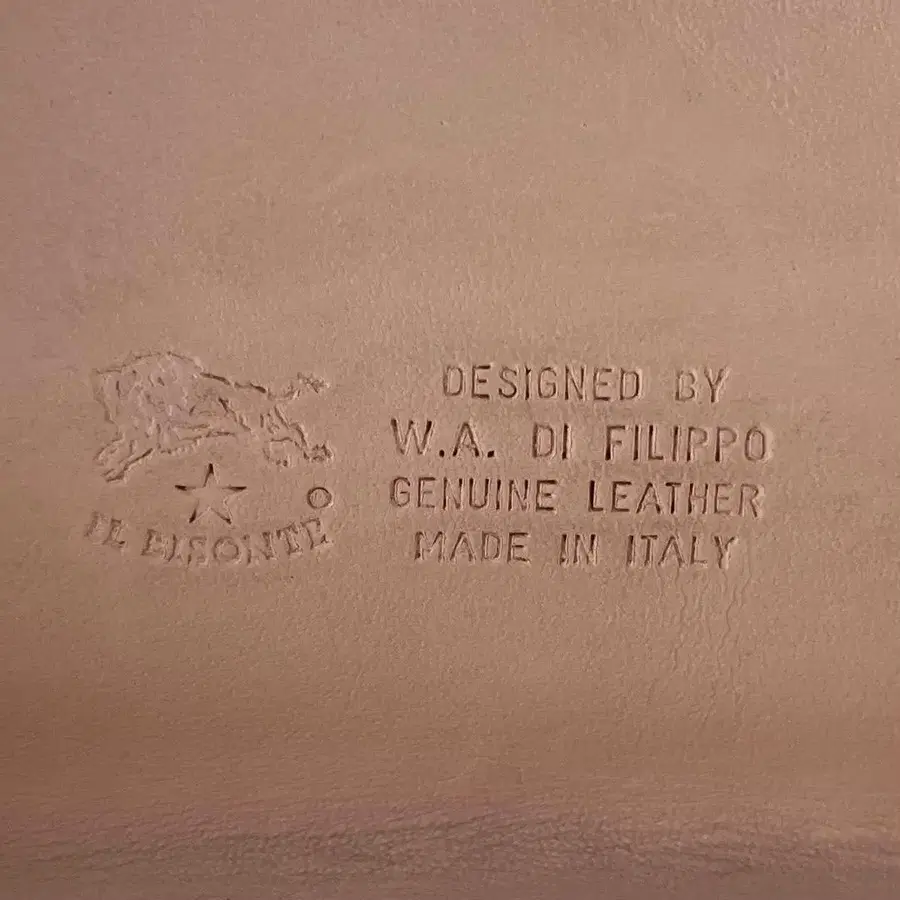 IL BISONTE
DESIGNED BY
W.A. DI FILIPPO
GENUINE LEATHER
MADE IN ITALY